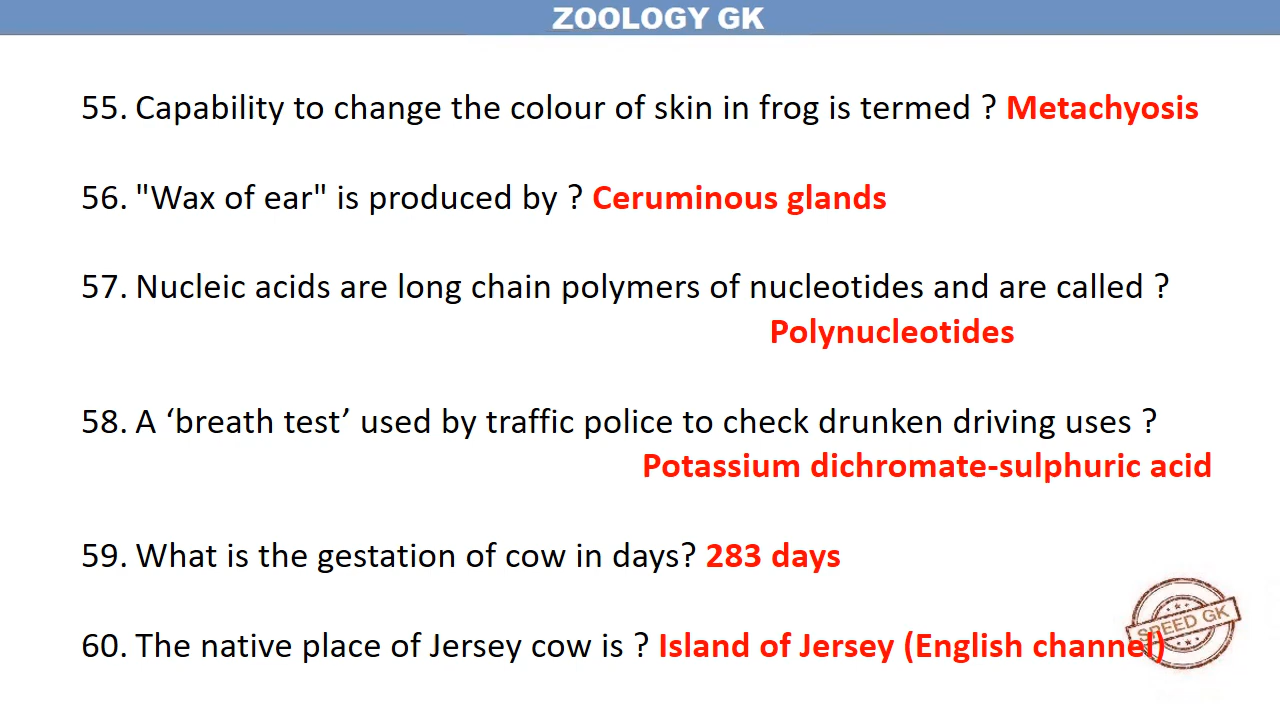 ZOOLOGY GK
55. Capability to change the colour of skin in frog is termed ? Metachyosis
56. "Wax of ear" is produced by ? Ceruminous glands
57. Nucleic acids are long chain polymers of nucleotides and are called ?
Polynucleotides
58. A ‘breath test’ used by traffic police to check drunken driving uses ?
Potassium dichromate-sulphuric acid
59. What is the gestation of cow in days? 283 days
60. The native place of Jersey cow is ? Island of Jersey (English channel)
SPEED GK